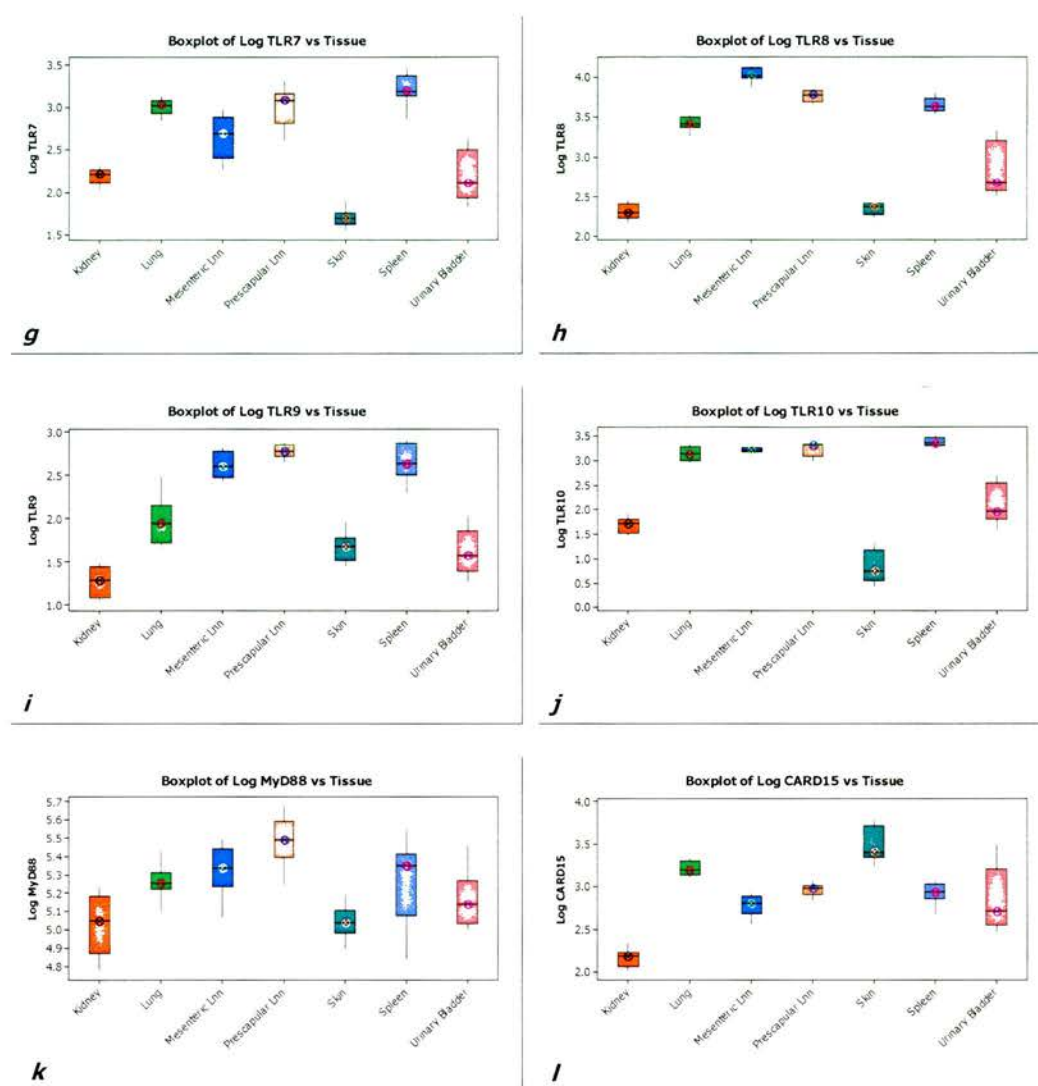 Boxplot of Log TLR7 vs Tissue
3.5
3.0
2.5
2.0
1.5
Log TLR7
Kidney
Lung
Mesenteric Lnn
Prescapular Lnn
Skin
Spleen
Urinary Bladder
g
Boxplot of Log TLR8 vs Tissue
4.0
3.5
3.0
2.5
2.0
Log TLR8
Kidney
Lung
Mesenteric Lnn
Prescapular Lnn
Skin
Spleen
Urinary Bladder
h
Boxplot of Log TLR9 vs Tissue
3.0
2.5
2.0
1.5
1.0
Log TLR9
Kidney
Lung
Mesenteric Lnn
Prescapular Lnn
Skin
Spleen
Urinary Bladder
i
Boxplot of Log TLR10 vs Tissue
3.5
3.0
2.5
2.0
1.5
1.0
0.5
0.0
Log TLR10
Kidney
Lung
Mesenteric Lnn
Prescapular Lnn
Skin
Spleen
Urinary Bladder
j
Boxplot of Log MyD88 vs Tissue
5.7
5.6
5.5
5.4
5.3
5.2
5.1
5.0
4.9
4.8
Log MyD88
Kidney
Lung
Mesenteric Lnn
Prescapular Lnn
Skin
Spleen
Urinary Bladder
k
Boxplot of Log CARD15 vs Tissue
4.0
3.5
3.0
2.5
2.0
Log CARD15
Kidney
Lung
Mesenteric Lnn
Prescapular Lnn
Skin
Spleen
Urinary Bladder
l